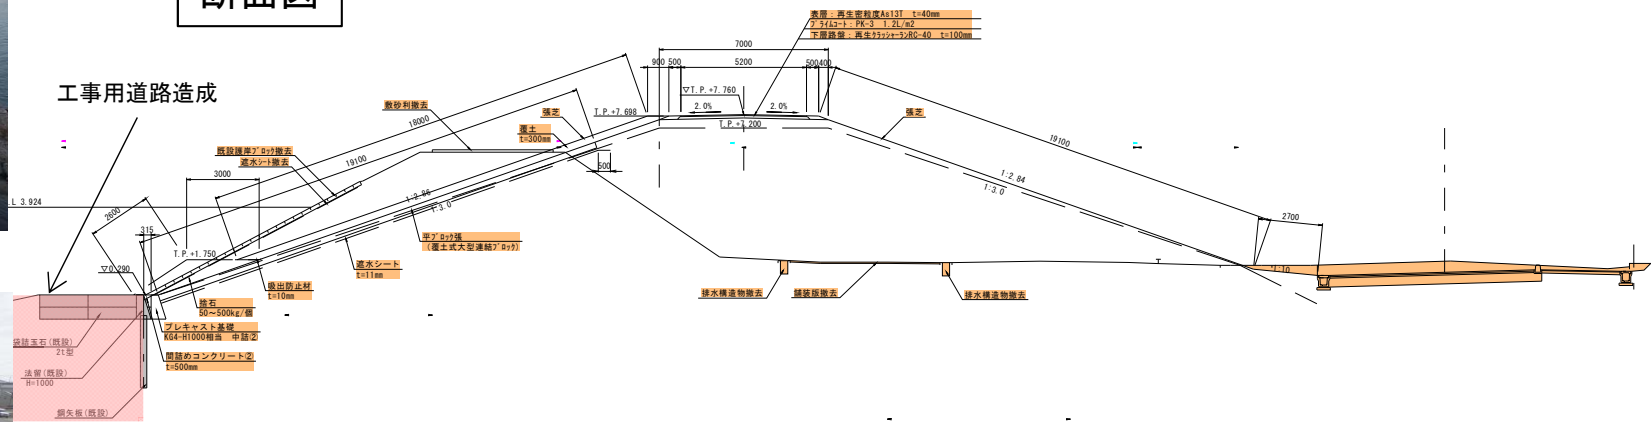 断面図
表層：再生密粒度As13T t=40mm
プライムコート：PK-3 1.2L/m2
下層路盤：再生クラッシャーランRC-40 t=100mm
7000
900
500
5200
500
400
▽T.P.+7.760
2.0%
2.0%
T.P.+7.698
T.P.+7.200
工事用道路造成
敷砂利撤去
18000
19100
張芝
覆土
t=300mm
張芝
19100
既設護岸ブロック撤去
遮水シート撤去
3000
500
1:2.86
1:3.0
1:2.84
1:3.0
L 3.924
2600
315
T.P.+1.750
▽0.290
平ブロック張
(覆土式大型連結ブロック)
遮水シート
t=11mm
吸出防止材
t=10mm
捨石
50～500kg/個
プレキャスト基礎
KG4-H1000相当 中詰②
間詰めコンクリート②
t=500mm
袋詰玉石(既設)
2t型
法留(既設)
H=1000
鋼矢板(既設)
排水構造物撤去
舗装版撤去
排水構造物撤去
2700
1:10